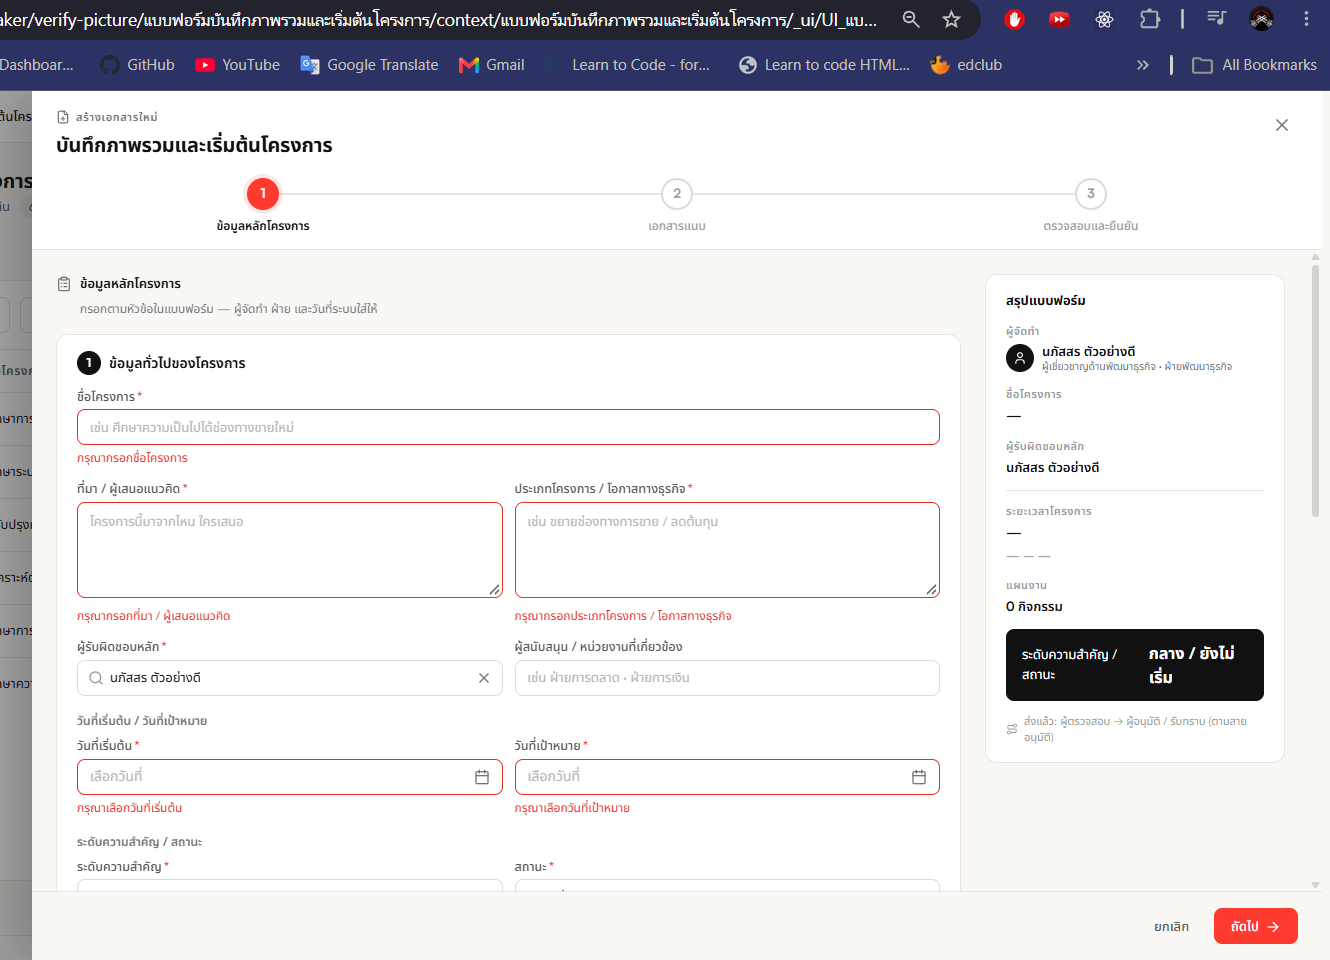 aker/verify-picture/แบบฟอร์มบันทึกภาพรวมและเริ่มต้นโครงการ/context/แบบฟอร์มบันทึกภาพรวมและเริ่มต้นโครงการ/_ui/UI_แบ...
Dashboar...
GitHub
YouTube
Google Translate
Gmail
Learn to Code - for...
Learn to code HTML...
edclub
All Bookmarks
สร้างเอกสารใหม่
บันทึกภาพรวมและเริ่มต้นโครงการ
1
2
3
ข้อมูลหลักโครงการ
เอกสารแนบ
ตรวจสอบและยืนยัน
ข้อมูลหลักโครงการ
กรอกตามหัวข้อในแบบฟอร์ม — ผู้จัดทำ ฝ่าย และวันที่ระบบใส่ให้
1 ข้อมูลทั่วไปของโครงการ
ชื่อโครงการ *
เช่น ศึกษาความเป็นไปได้ช่องทางขายใหม่
กรุณากรอกชื่อโครงการ
ที่มา / ผู้เสนอแนวคิด *
โครงการนี้มาจากไหน ใครเสนอ
กรุณากรอกที่มา / ผู้เสนอแนวคิด
ประเภทโครงการ / โอกาสทางธุรกิจ *
เช่น ขยายช่องทางการขาย / ลดต้นทุน
กรุณากรอกประเภทโครงการ / โอกาสทางธุรกิจ
ผู้รับผิดชอบหลัก *
นภัสสร ตัวอย่างดี
ผู้สนับสนุน / หน่วยงานที่เกี่ยวข้อง
เช่น ฝ่ายการตลาด · ฝ่ายการเงิน
วันที่เริ่มต้น / วันที่เป้าหมาย
วันที่เริ่มต้น *
เลือกวันที่
กรุณาเลือกวันที่เริ่มต้น
วันที่เป้าหมาย *
เลือกวันที่
กรุณาเลือกวันที่เป้าหมาย
ระดับความสำคัญ / สถานะ
ระดับความสำคัญ *
สถานะ *
สรุปแบบฟอร์ม
ผู้จัดทำ
นภัสสร ตัวอย่างดี
ผู้เชี่ยวชาญด้านพัฒนาธุรกิจ · ฝ่ายพัฒนาธุรกิจ
ชื่อโครงการ
—
ผู้รับผิดชอบหลัก
นภัสสร ตัวอย่างดี
ระยะเวลาโครงการ
—
— — —
แผนงาน
0 กิจกรรม
ระดับความสำคัญ /
สถานะ
กลาง / ยังไม่
เริ่ม
ส่งแล้ว: ผู้ตรวจสอบ → ผู้อนุมัติ / รับทราบ (ตามสาย
อนุมัติ)
ยกเลิก
ถัดไป →